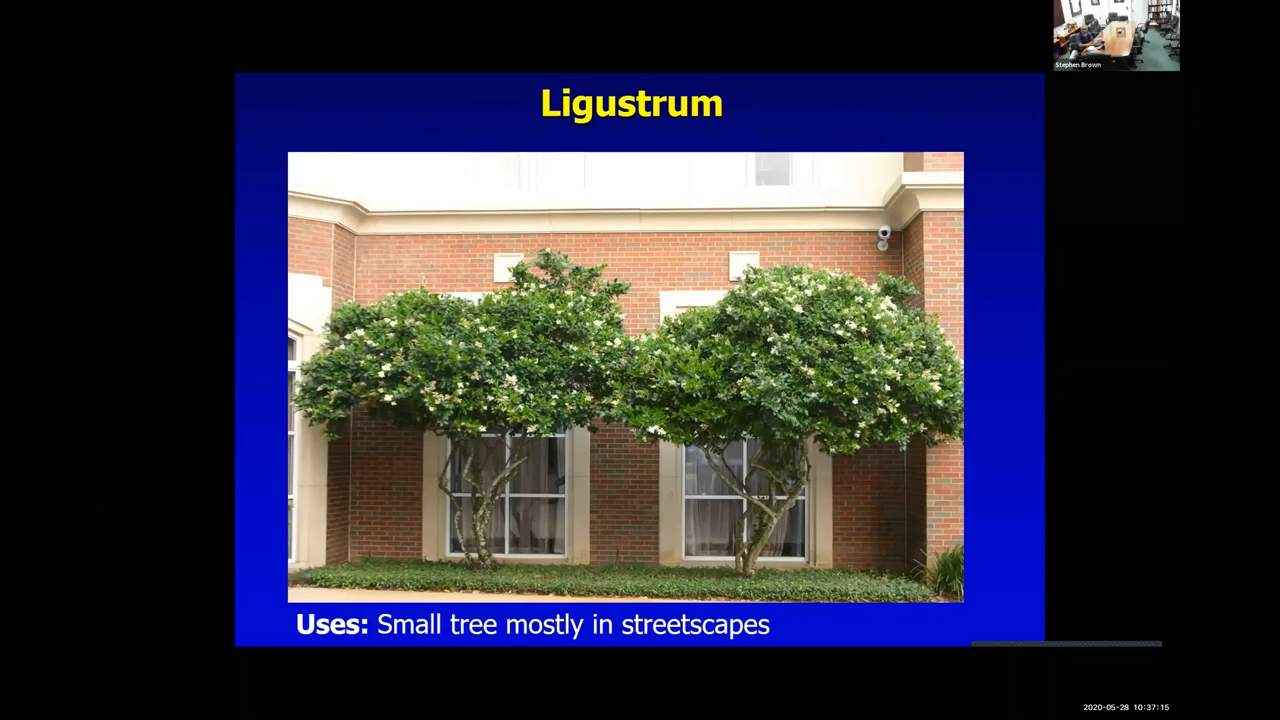 Stephen Brown
Ligustrum
Uses: Small tree mostly in streetscapes
2020-05-28 10:37:15